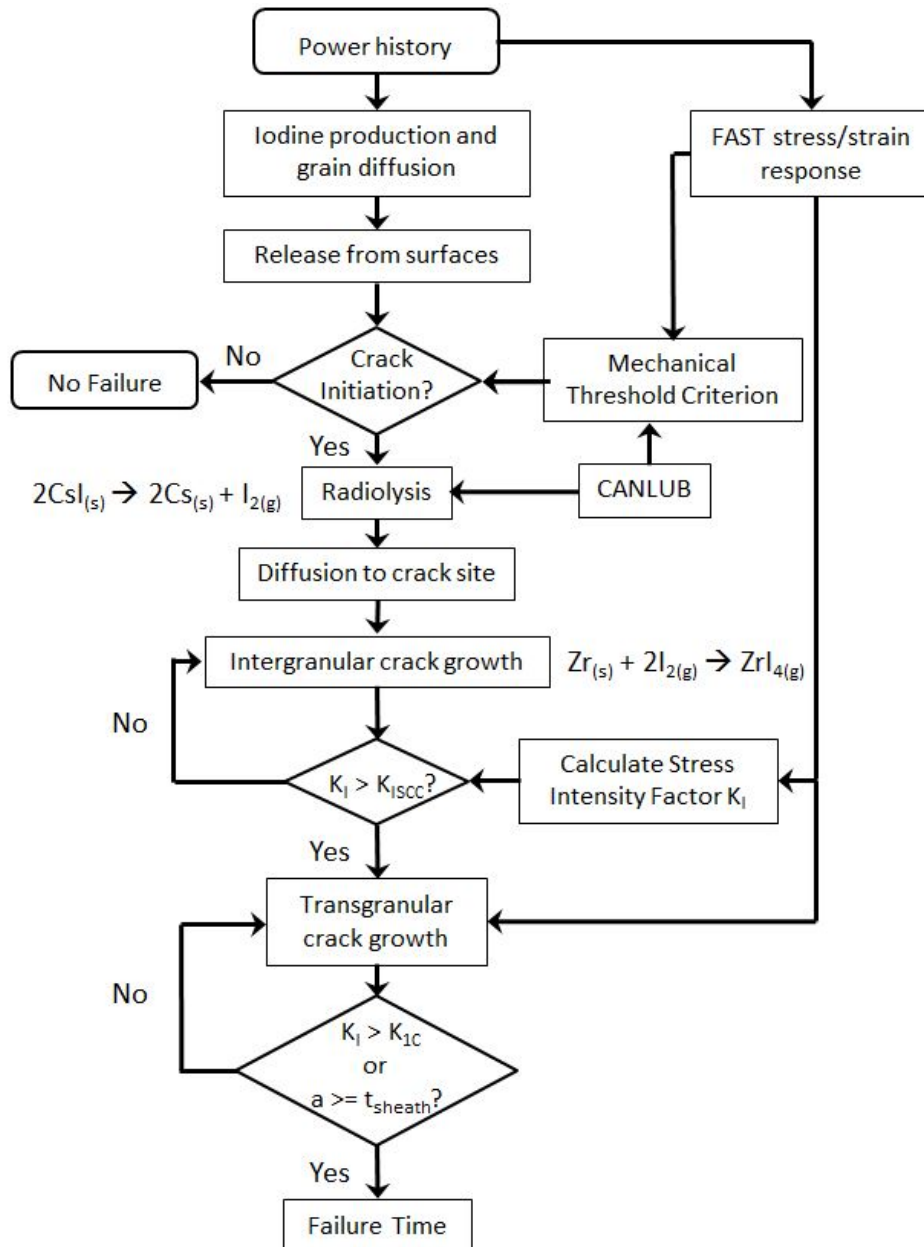 Power history
Iodine production and
grain diffusion
FAST stress/strain
response
Release from surfaces
No
Crack
Initiation?
No Failure
Mechanical
Threshold Criterion
Yes
2CsI(s) → 2Cs(s) + I2(g)
Radiolysis
CANLUB
Diffusion to crack site
Intergranular crack growth
Zr(s) + 2I2(g) → ZrI4(g)
No
KI > KISCC?
Calculate Stress
Intensity Factor KI
Yes
Transgranular
crack growth
No
KI > K1C
or
a >= tsheath?
Yes
Failure Time